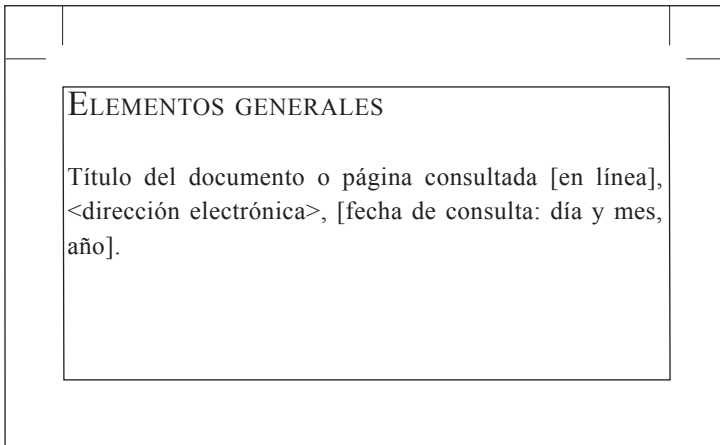 ELEMENTOS GENERALES
Título del documento o página consultada [en línea],
<dirección electrónica>, [fecha de consulta: día y mes,
año].